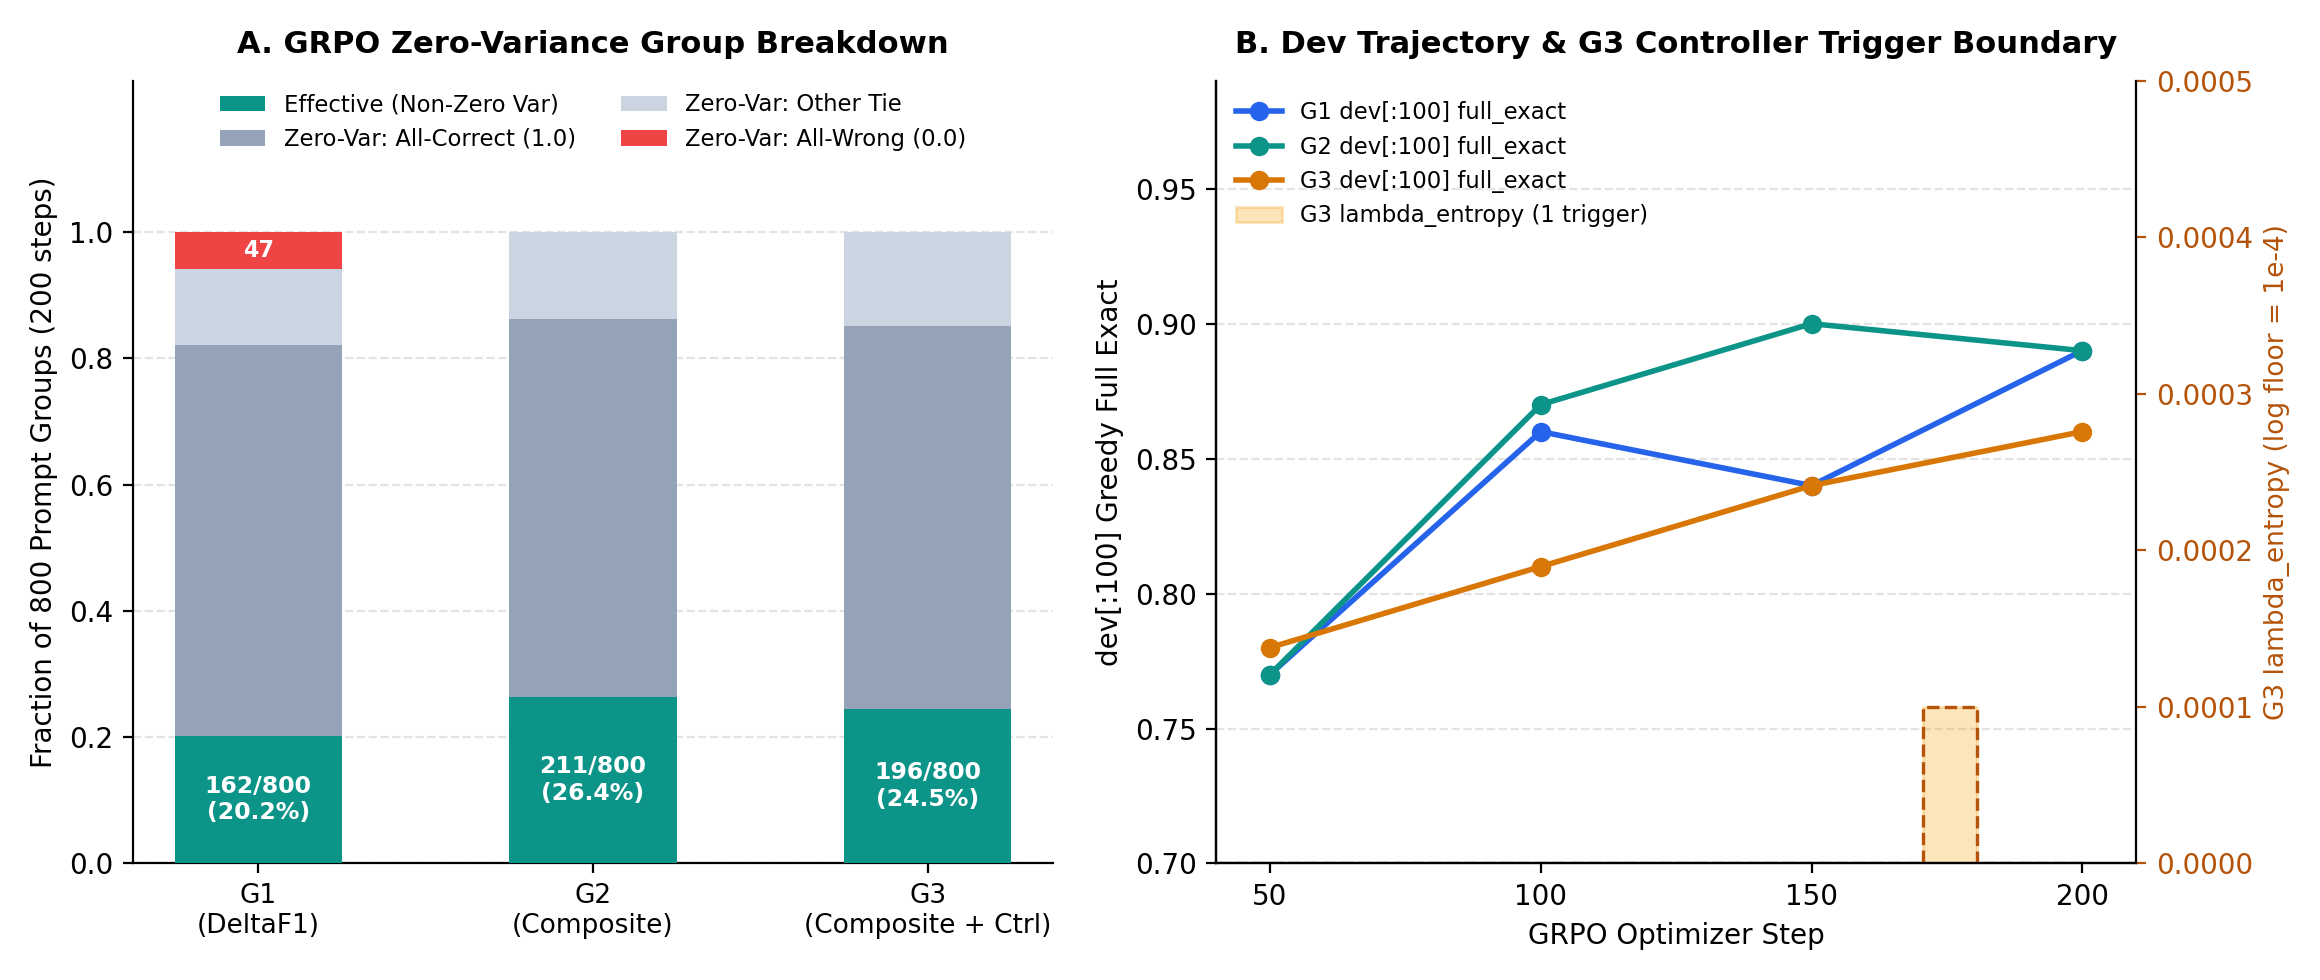 A. GRPO Zero-Variance Group Breakdown
Effective (Non-Zero Var)
Zero-Var: All-Correct (1.0)
Zero-Var: Other Tie
Zero-Var: All-Wrong (0.0)
Fraction of 800 Prompt Groups (200 steps)
1.0
0.8
0.6
0.4
0.2
0.0
47
162/800
(20.2%)
211/800
(26.4%)
196/800
(24.5%)
G1
(DeltaF1)
G2
(Composite)
G3
(Composite + Ctrl)
B. Dev Trajectory & G3 Controller Trigger Boundary
G1 dev[:100] full_exact
G2 dev[:100] full_exact
G3 dev[:100] full_exact
G3 lambda_entropy (1 trigger)
dev[:100] Greedy Full Exact
0.95
0.90
0.85
0.80
0.75
0.70
50
100
150
200
GRPO Optimizer Step
0.0005
0.0004
0.0003
0.0002
0.0001
0.0000
G3 lambda_entropy (log floor = 1e-4)